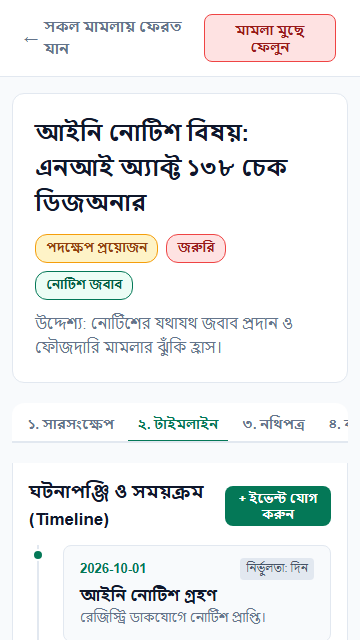 ← সকল মামলায় ফেরত
যান
মামলা মুছে
ফেলুন
আইনি নোটিশ বিষয়:
এনআই অ্যাক্ট ১৩৮ চেক
ডিজঅনার
পদক্ষেপ প্রয়োজন
জরুরি
নোটিশ জবাব
উদ্দেশ্য: নোটিশের যথাযথ জবাব প্রদান ও
ফৌজদারি মামলার ঝুঁকি হ্রাস।
১. সারসংক্ষেপ
২. টাইমলাইন
৩. নথিপত্র
৪.
ঘটনাপঞ্জি ও সময়ক্রম
(Timeline)
+ ইভেন্ট যোগ
করুন
2026-10-01
নির্ভুলতা: দিন
আইনি নোটিশ গ্রহণ
রেজিস্ট্রি ডাকযোগে নোটিশ প্রাপ্তি।